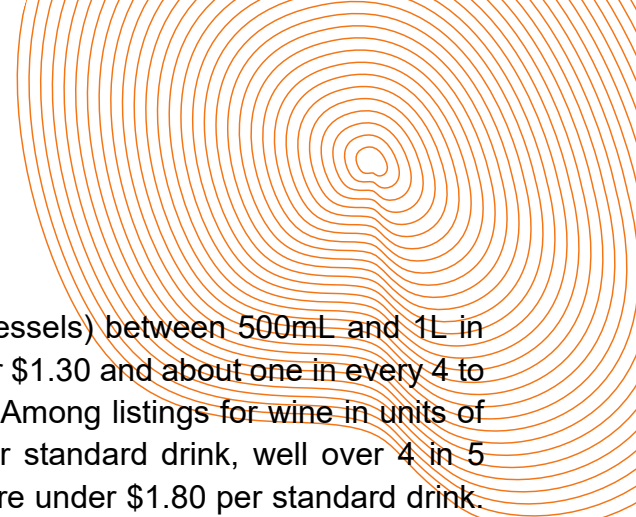 essels) between 500mL and 1L in
r $1.30 and about one in every 4 to
Among listings for wine in units of
r standard drink, well over 4 in 5
re under $1.80 per standard drink.